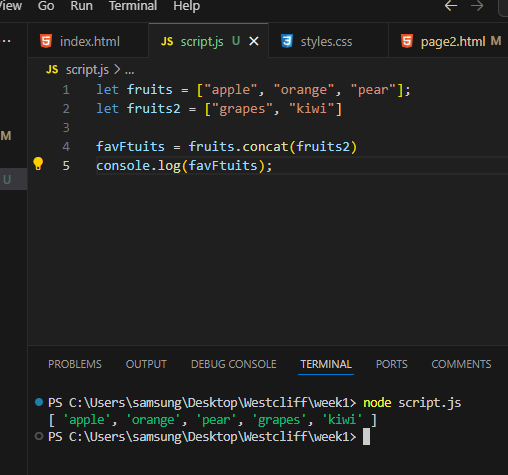 View Go Run Terminal Help
index.html JS script.js U styles.css page2.html M
JS script.js > ...
1 let fruits = ["apple", "orange", "pear"];
2 let fruits2 = ["grapes", "kiwi"]
3
M
4 favFtuits = fruits.concat(fruits2)
5 console.log(favFtuits);
U
PROBLEMS OUTPUT DEBUG CONSOLE TERMINAL PORTS COMMENTS
PS C:\Users\samsung\Desktop\Westcliff\week1> node script.js
[ 'apple', 'orange', 'pear', 'grapes', 'kiwi' ]
PS C:\Users\samsung\Desktop\Westcliff\week1>